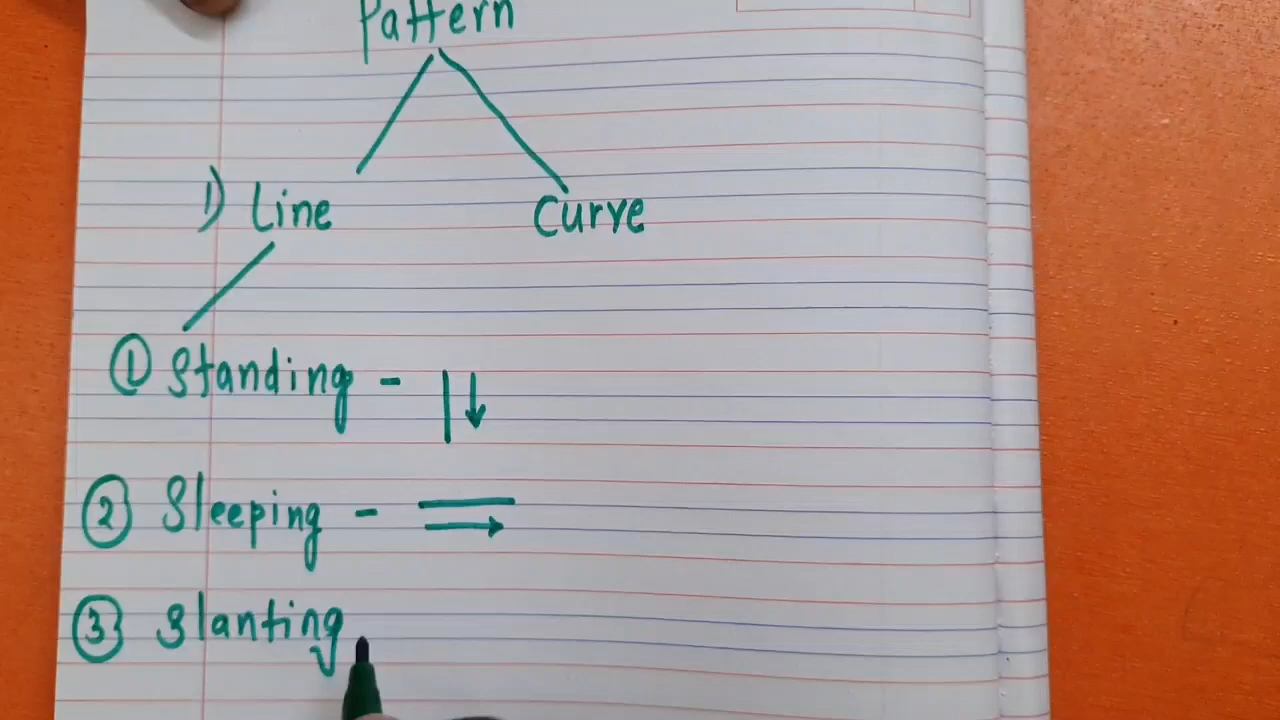 Pattern
1) Line
Curve
① Standing -
② Sleeping -
③ Slanting